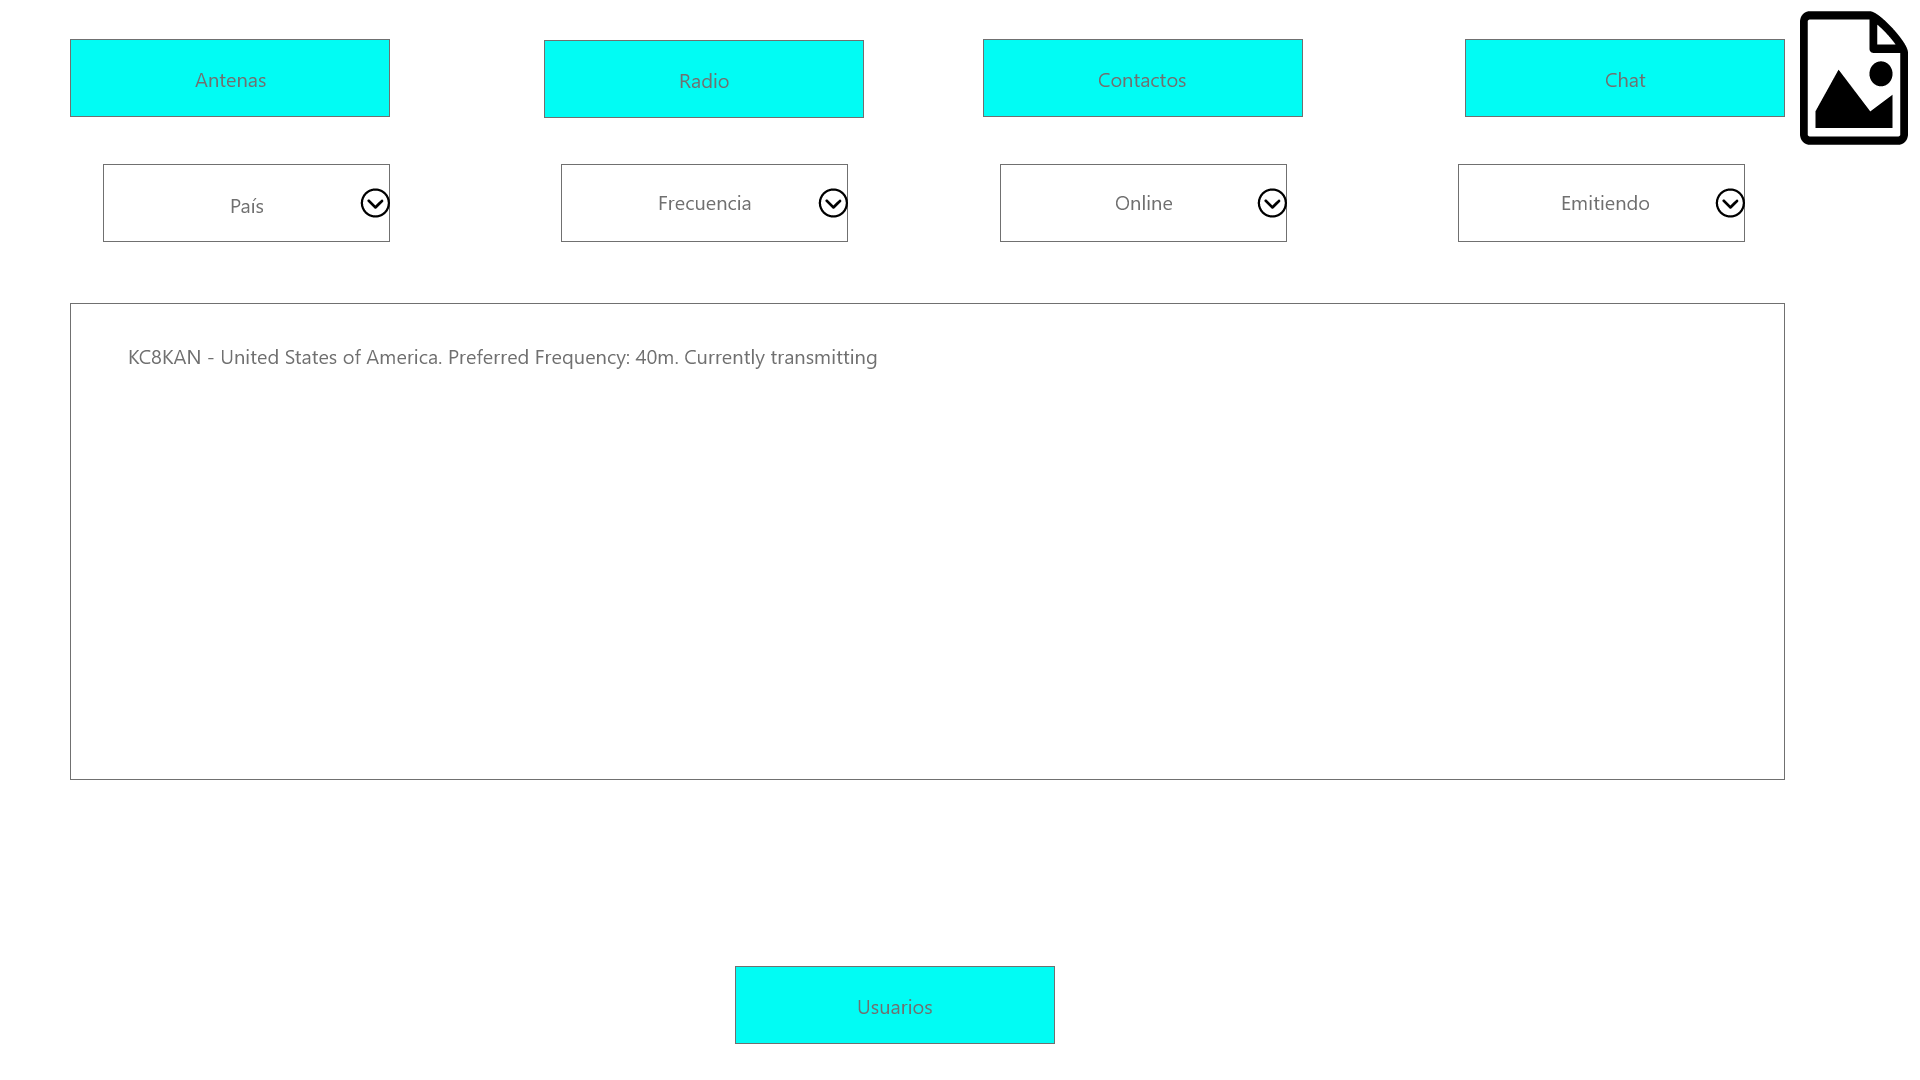 Antenas
Radio
Contactos
Chat
País
Frecuencia
Online
Emitiendo
KC8KAN - United States of America. Preferred Frequency: 40m. Currently transmitting
Usuarios